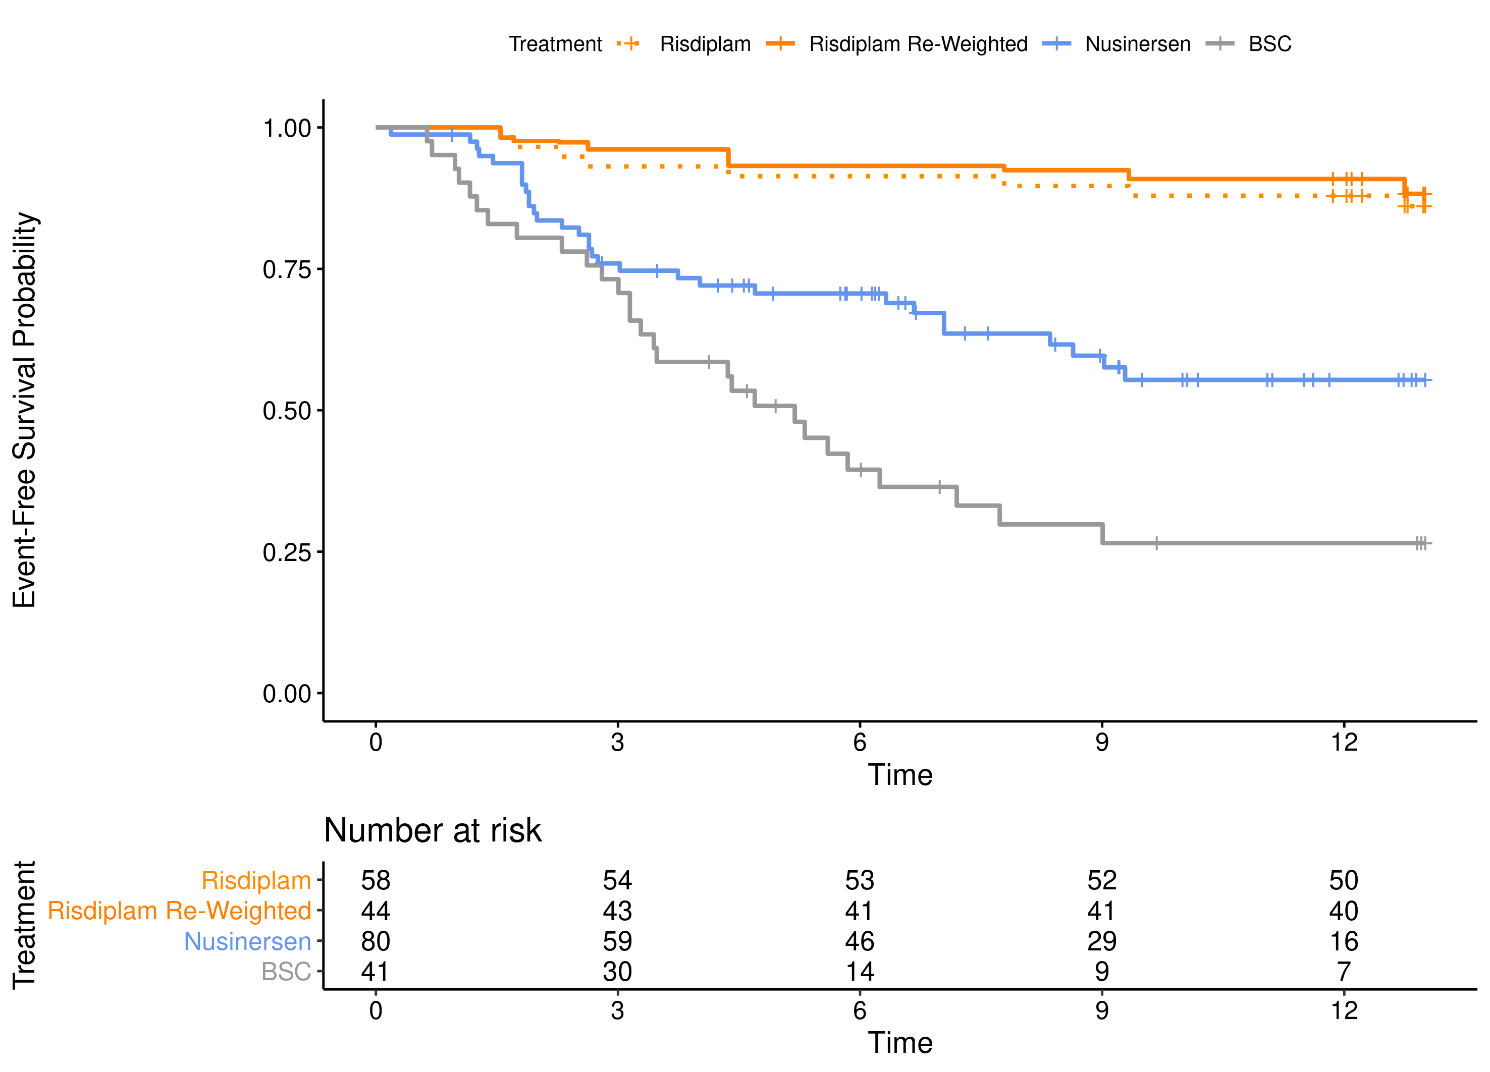 Treatment Risdiplam Risdiplam Re-Weighted Nusinersen BSC
Event-Free Survival Probability
1.00
0.75
0.50
0.25
0.00
0 3 6 9 12
Time
Number at risk
Treatment
Risdiplam 58 54 53 52 50
Risdiplam Re-Weighted 44 43 41 41 40
Nusinersen 80 59 46 29 16
BSC 41 30 14 9 7
0 3 6 9 12
Time